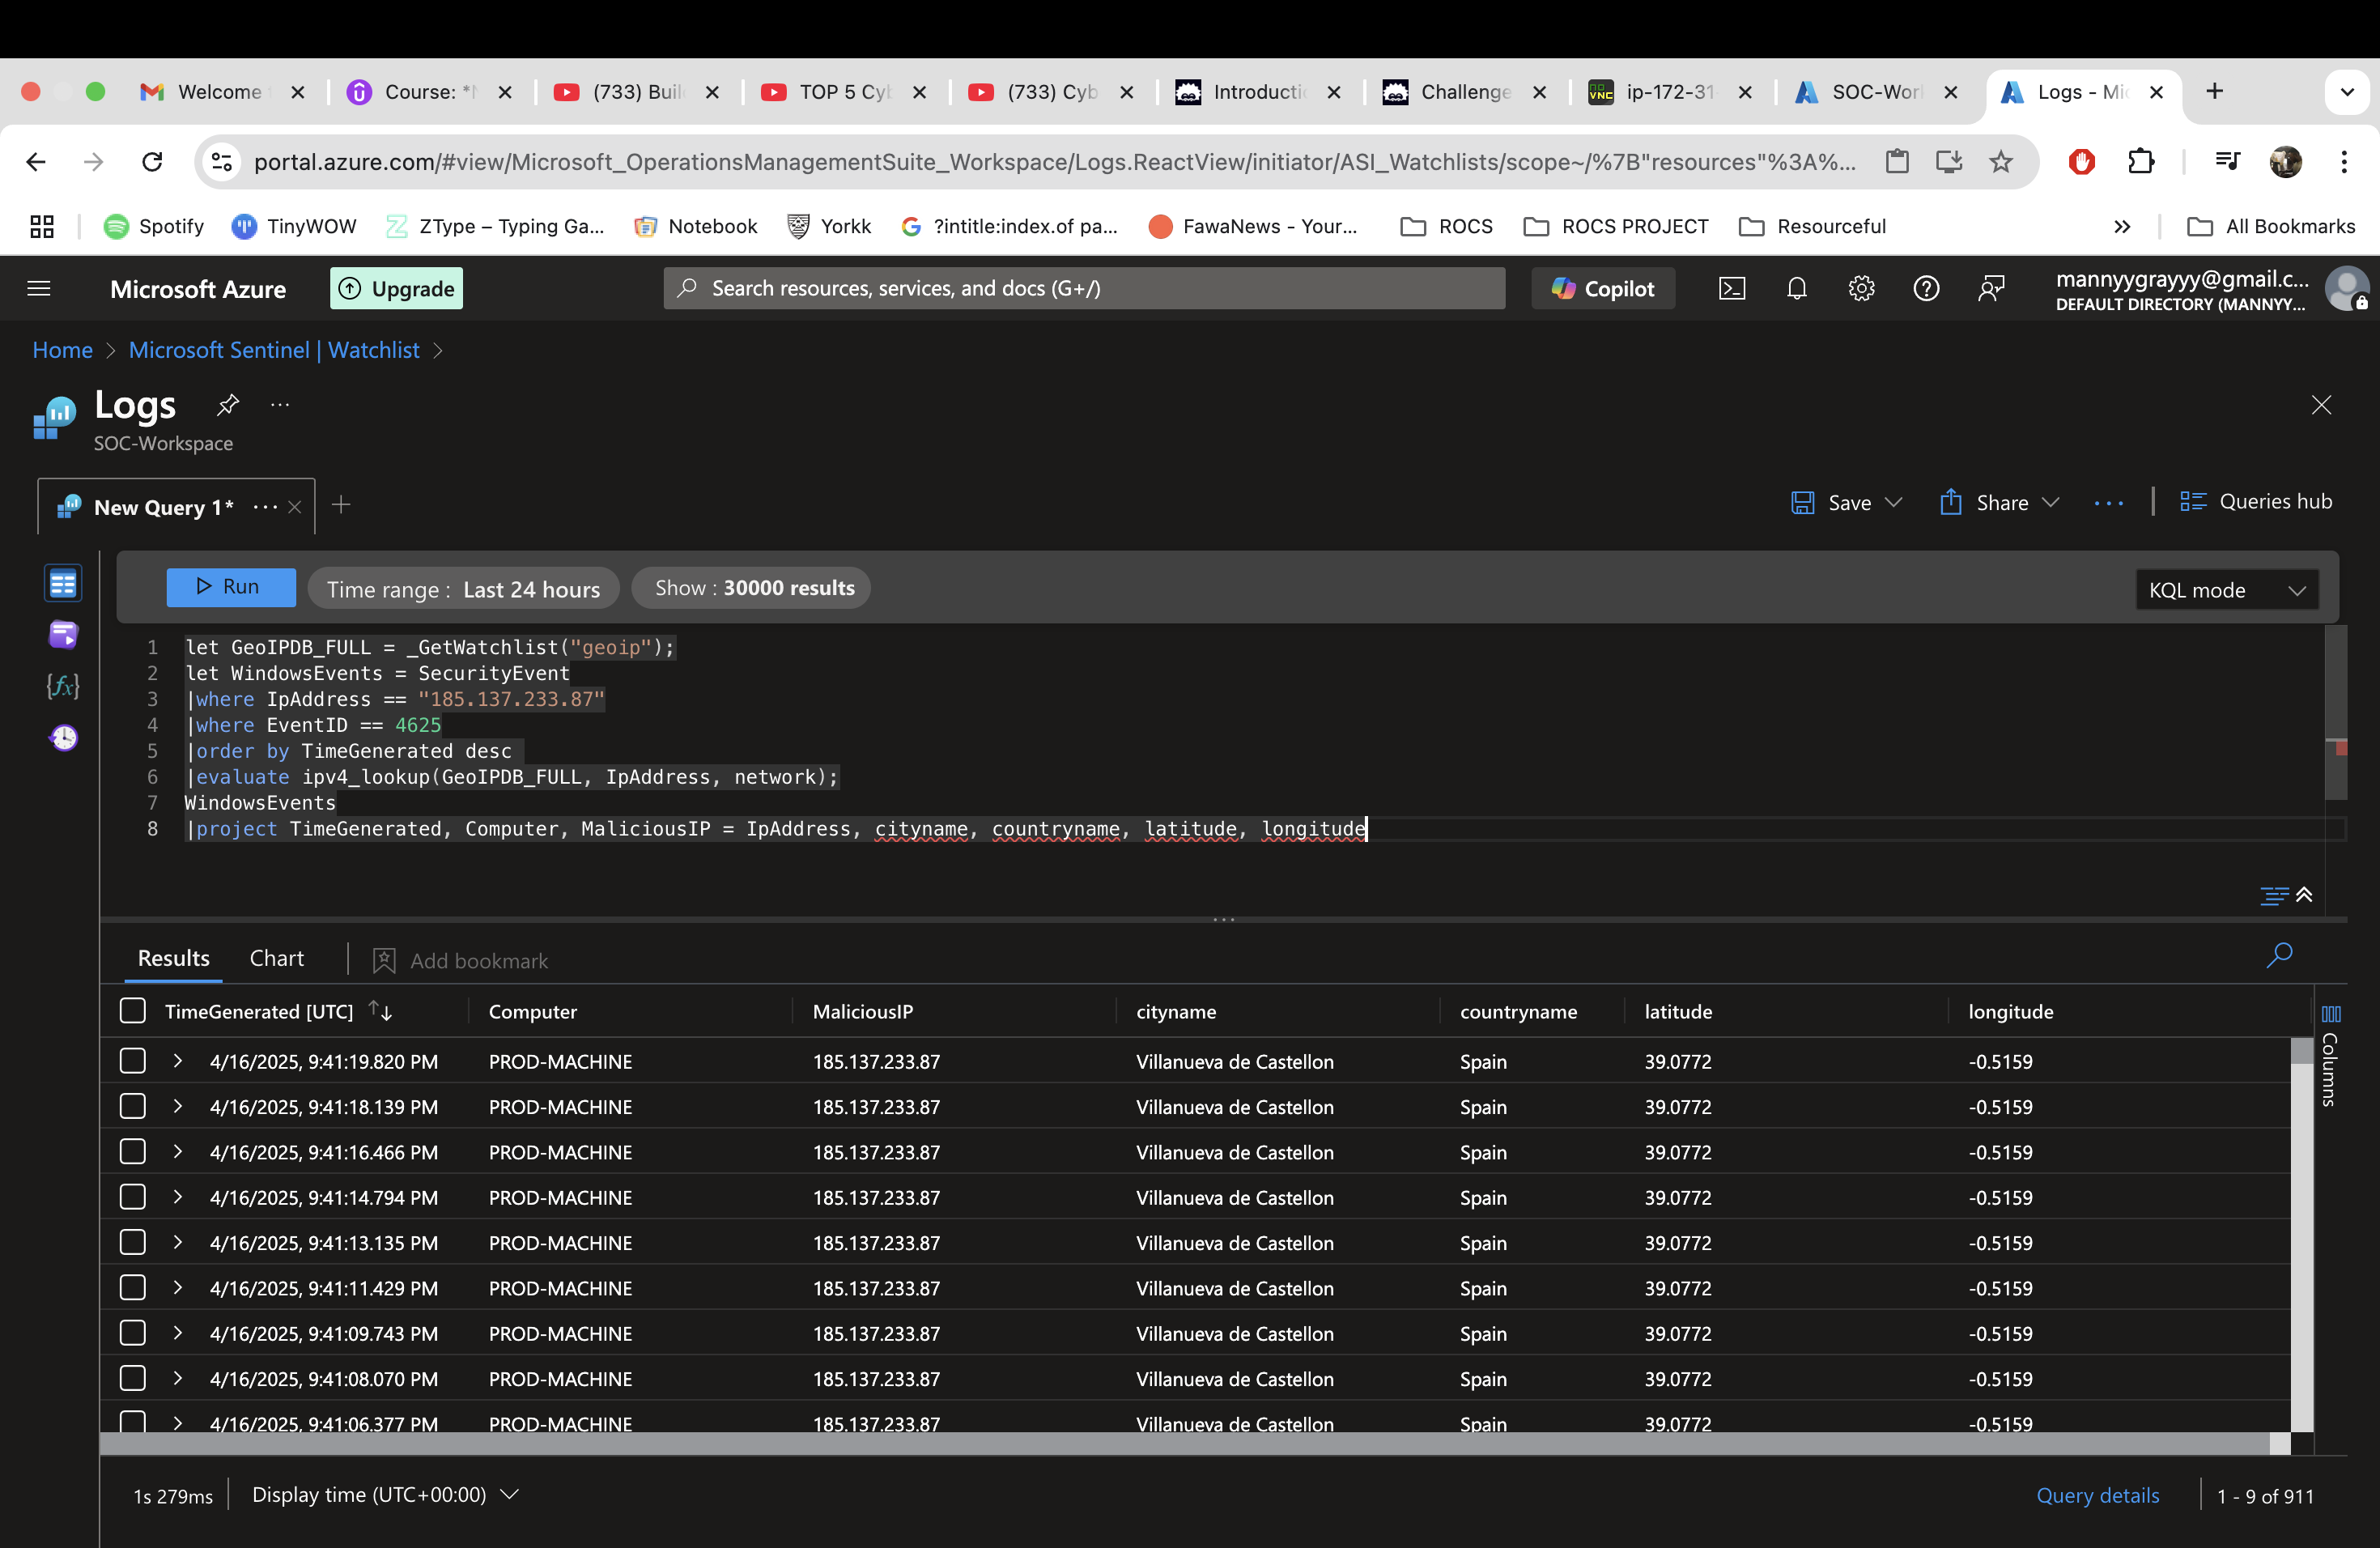 Welcome
Course: *
(733) Buil
TOP 5 Cyb
(733) Cyb
Introducti
Challenge
ip-172-31
SOC-Wor
Logs - Mic
portal.azure.com/#view/Microsoft_OperationsManagementSuite_Workspace/Logs.ReactView/initiator/ASI_Watchlists/scope~/%7B"resources"%3A%...
Spotify
TinyWOW
ZType – Typing Ga...
Notebook
Yorkk
?intitle:index.of pa...
FawaNews - Your...
ROCS
ROCS PROJECT
Resourceful
All Bookmarks
Microsoft Azure
Upgrade
Search resources, services, and docs (G+/)
Copilot
mannyygrayyy@gmail.c...
DEFAULT DIRECTORY (MANNYY...
Home > Microsoft Sentinel | Watchlist >
Logs
SOC-Workspace
New Query 1*
Save
Share
Queries hub
Run
Time range : Last 24 hours
Show : 30000 results
KQL mode
1 let GeoIPDB_FULL = _GetWatchlist("geoip");
2 let WindowsEvents = SecurityEvent
3 |where IpAddress == "185.137.233.87"
4 |where EventID == 4625
5 |order by TimeGenerated desc
6 |evaluate ipv4_lookup(GeoIPDB_FULL, IpAddress, network);
7 WindowsEvents
8 |project TimeGenerated, Computer, MaliciousIP = IpAddress, cityname, countryname, latitude, longitude
Results
Chart
Add bookmark
TimeGenerated [UTC] Computer MaliciousIP cityname countryname latitude longitude
Columns
4/16/2025, 9:41:19.820 PM PROD-MACHINE 185.137.233.87 Villanueva de Castellon Spain 39.0772 -0.5159
4/16/2025, 9:41:18.139 PM PROD-MACHINE 185.137.233.87 Villanueva de Castellon Spain 39.0772 -0.5159
4/16/2025, 9:41:16.466 PM PROD-MACHINE 185.137.233.87 Villanueva de Castellon Spain 39.0772 -0.5159
4/16/2025, 9:41:14.794 PM PROD-MACHINE 185.137.233.87 Villanueva de Castellon Spain 39.0772 -0.5159
4/16/2025, 9:41:13.135 PM PROD-MACHINE 185.137.233.87 Villanueva de Castellon Spain 39.0772 -0.5159
4/16/2025, 9:41:11.429 PM PROD-MACHINE 185.137.233.87 Villanueva de Castellon Spain 39.0772 -0.5159
4/16/2025, 9:41:09.743 PM PROD-MACHINE 185.137.233.87 Villanueva de Castellon Spain 39.0772 -0.5159
4/16/2025, 9:41:08.070 PM PROD-MACHINE 185.137.233.87 Villanueva de Castellon Spain 39.0772 -0.5159
4/16/2025, 9:41:06.377 PM PROD-MACHINE 185.137.233.87 Villanueva de Castellon Spain 39.0772 -0.5159
1s 279ms
Display time (UTC+00:00)
Query details
1 - 9 of 911